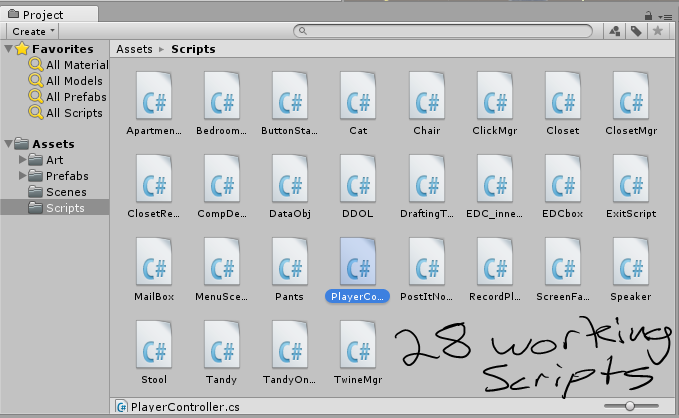 Project
Create
Favorites
All Material
All Models
All Prefabs
All Scripts
Assets
Art
Prefabs
Scenes
Scripts
Assets ▸ Scripts
Apartmen... Bedroom... ButtonSta... Cat Chair ClickMgr Closet ClosetMgr
ClosetRe... CompDe... DataObj DDOL DraftingT... EDC_inne... EDCbox ExitScript
MailBox MenuSce... Pants PlayerCo... PostItNo... RecordPl... ScreenFa... Speaker
Stool Tandy TandyOn... TwineMgr
28 working
Scripts
PlayerController.cs